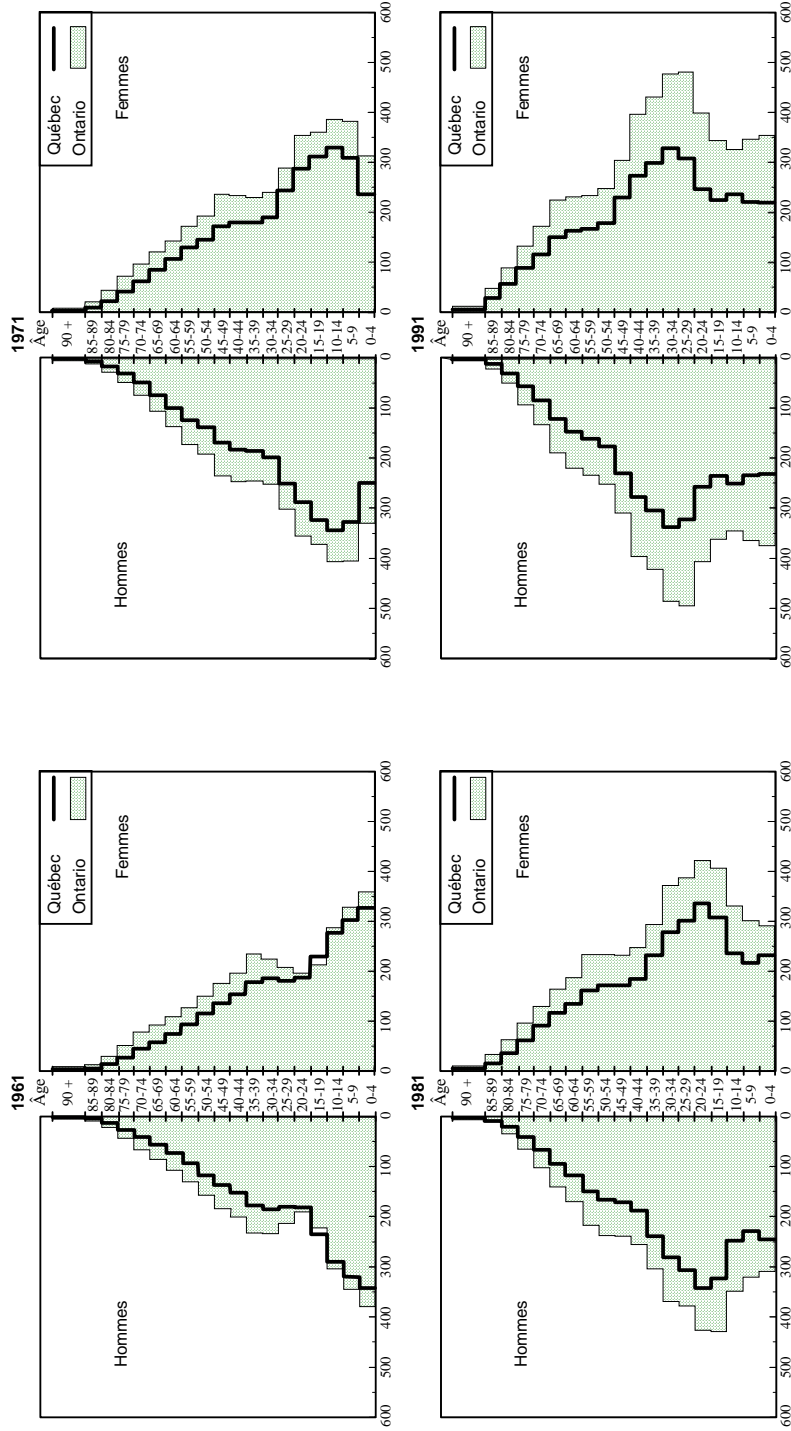 1961
Âge
90 +
85-89
80-84
75-79
70-74
65-69
60-64
55-59
50-54
45-49
40-44
35-39
30-34
25-29
20-24
15-19
10-14
5-9
0-4
Hommes
Femmes
Québec
Ontario
600 500 400 300 200 100 0
0 100 200 300 400 500 600
1971
Âge
90 +
85-89
80-84
75-79
70-74
65-69
60-64
55-59
50-54
45-49
40-44
35-39
30-34
25-29
20-24
15-19
10-14
5-9
0-4
Hommes
Femmes
Québec
Ontario
600 500 400 300 200 100 0
0 100 200 300 400 500 600
1981
Âge
90 +
85-89
80-84
75-79
70-74
65-69
60-64
55-59
50-54
45-49
40-44
35-39
30-34
25-29
20-24
15-19
10-14
5-9
0-4
Hommes
Femmes
Québec
Ontario
600 500 400 300 200 100 0
0 100 200 300 400 500 600
1991
Âge
90 +
85-89
80-84
75-79
70-74
65-69
60-64
55-59
50-54
45-49
40-44
35-39
30-34
25-29
20-24
15-19
10-14
5-9
0-4
Hommes
Femmes
Québec
Ontario
600 500 400 300 200 100 0
0 100 200 300 400 500 600